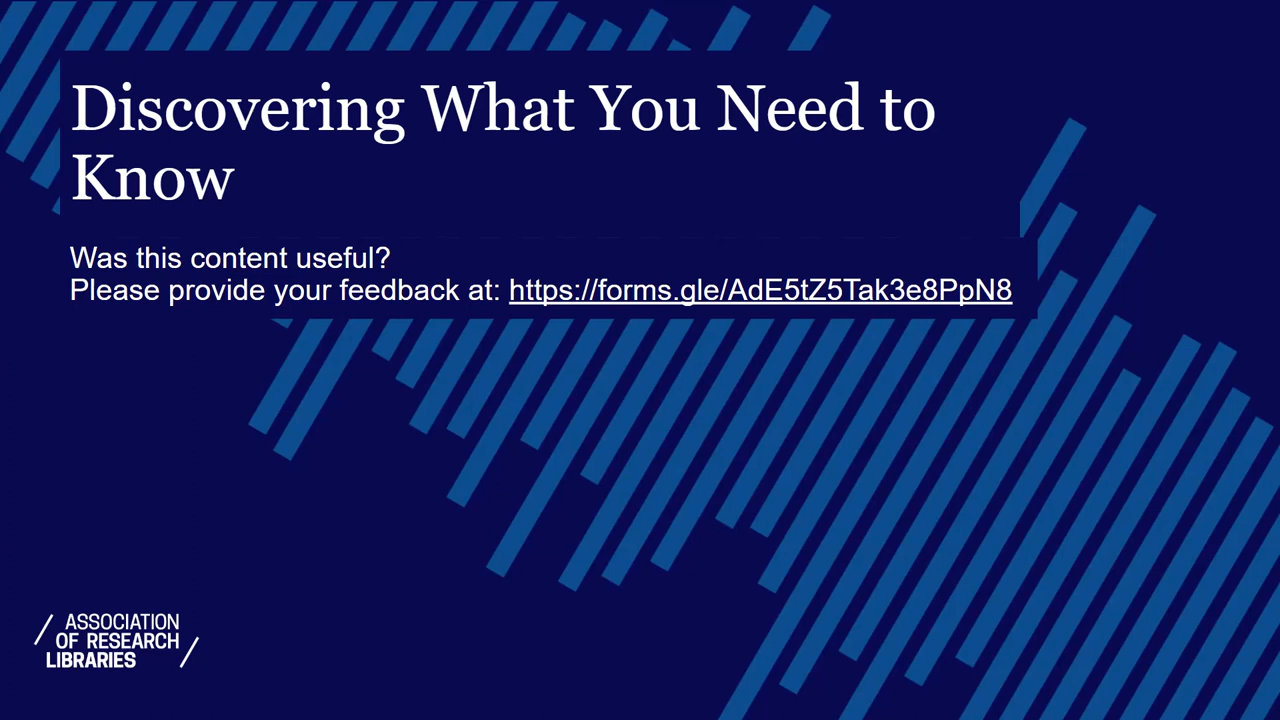 Discovering What You Need to
Know
Was this content useful?
Please provide your feedback at: https://forms.gle/AdE5tZ5Tak3e8PpN8
ASSOCIATION
OF RESEARCH
LIBRARIES